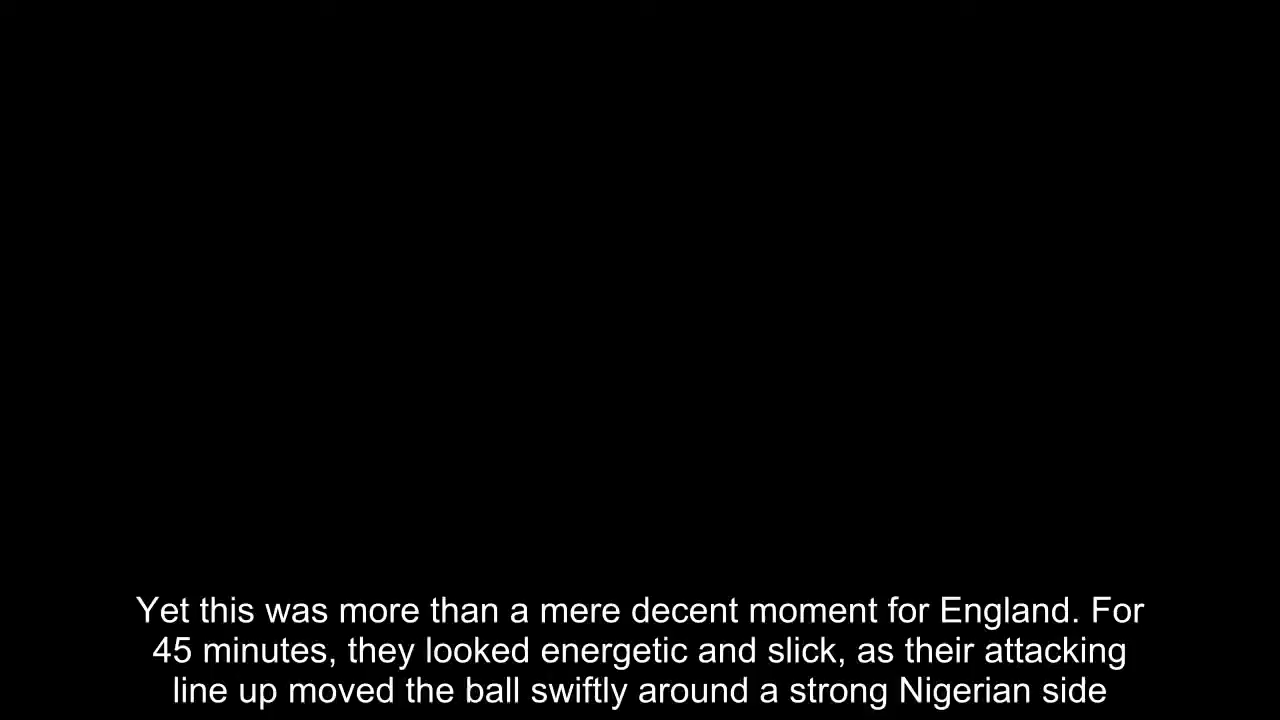 Yet this was more than a mere decent moment for England. For
45 minutes, they looked energetic and slick, as their attacking
line up moved the ball swiftly around a strong Nigerian side